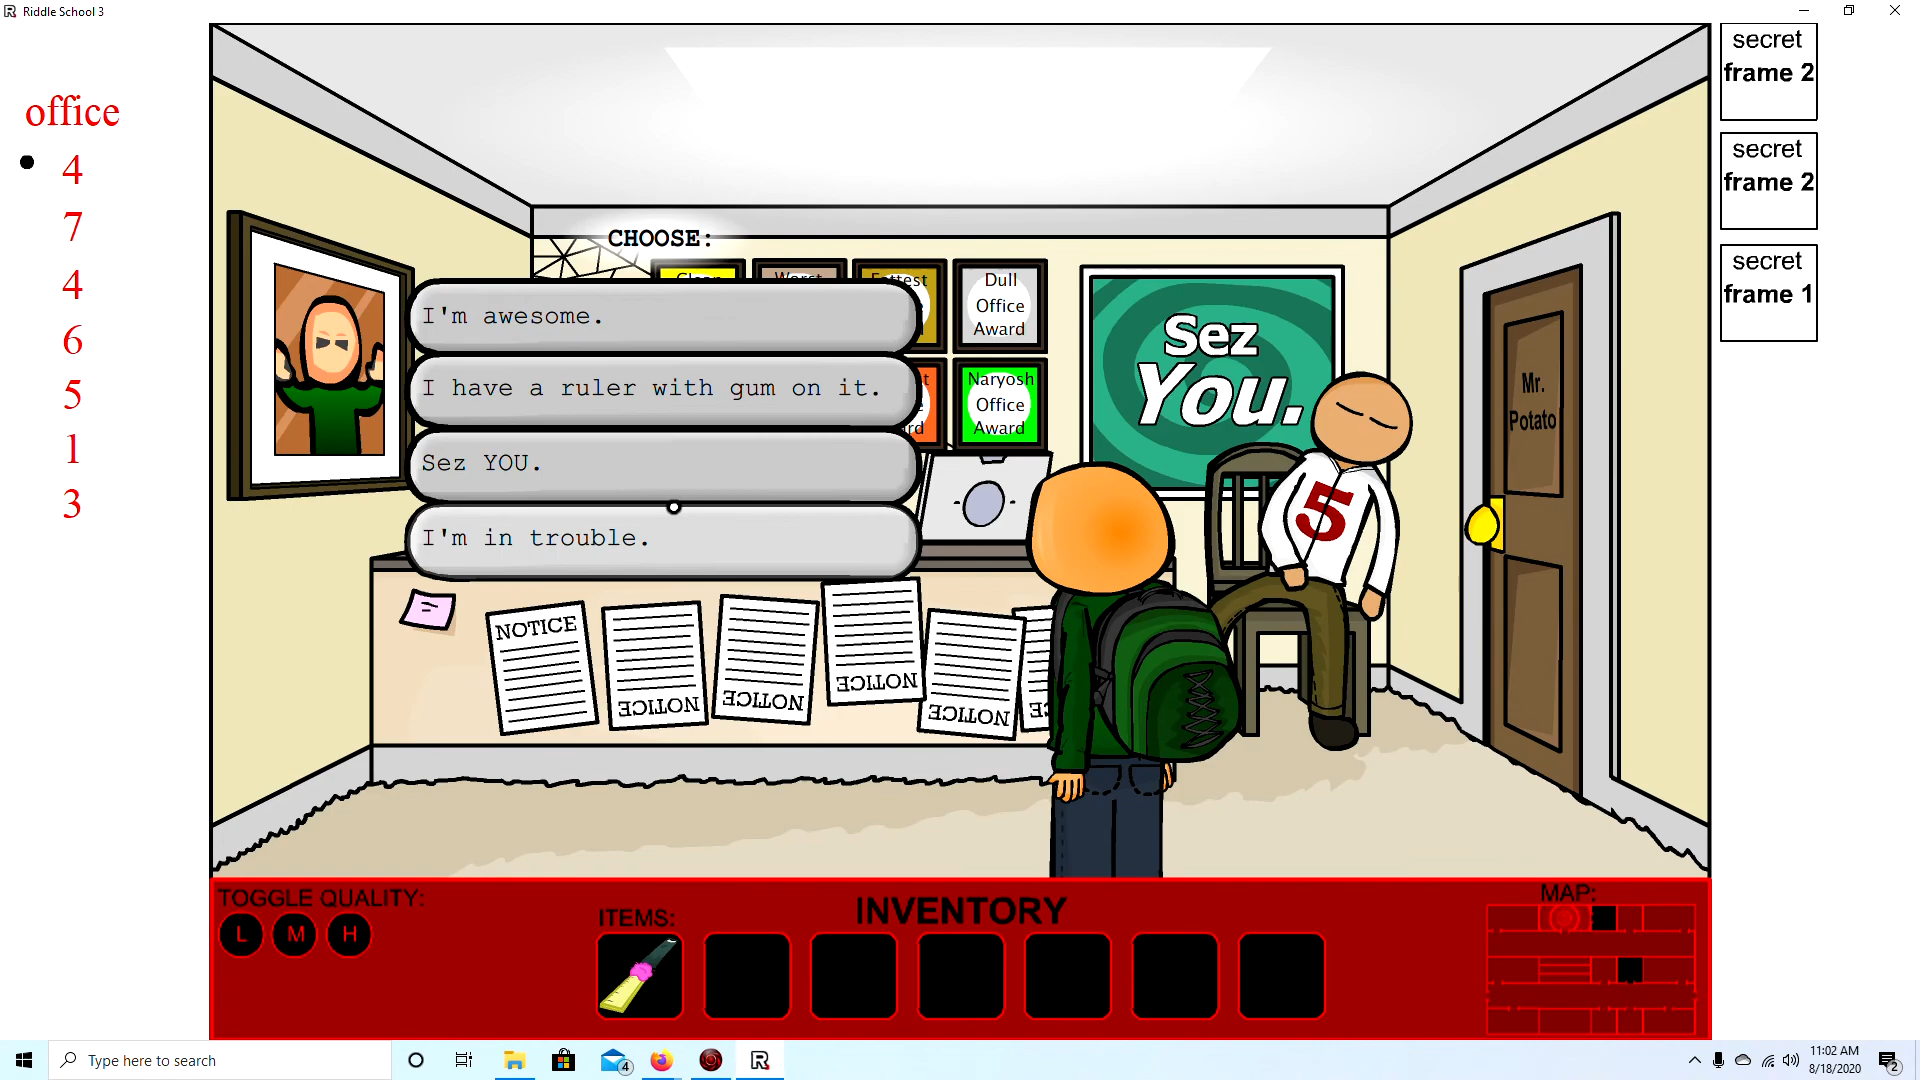 Riddle School 3
office
4
7
4
6
5
1
3
secret
frame 2
secret
frame 2
secret
frame 1
CHOOSE:
I'm awesome.
I have a ruler with gum on it.
Sez YOU.
I'm in trouble.
Dull
Office
Award
Naryosh
Office
Award
Sez
You.
5
Mr.
Potato
NOTICE
NOTICE
NOTICE
NOTICE
NOTICE
TOGGLE QUALITY:
L M H
ITEMS:
INVENTORY
MAP:
Type here to search
4
11:02 AM
8/18/2020
2